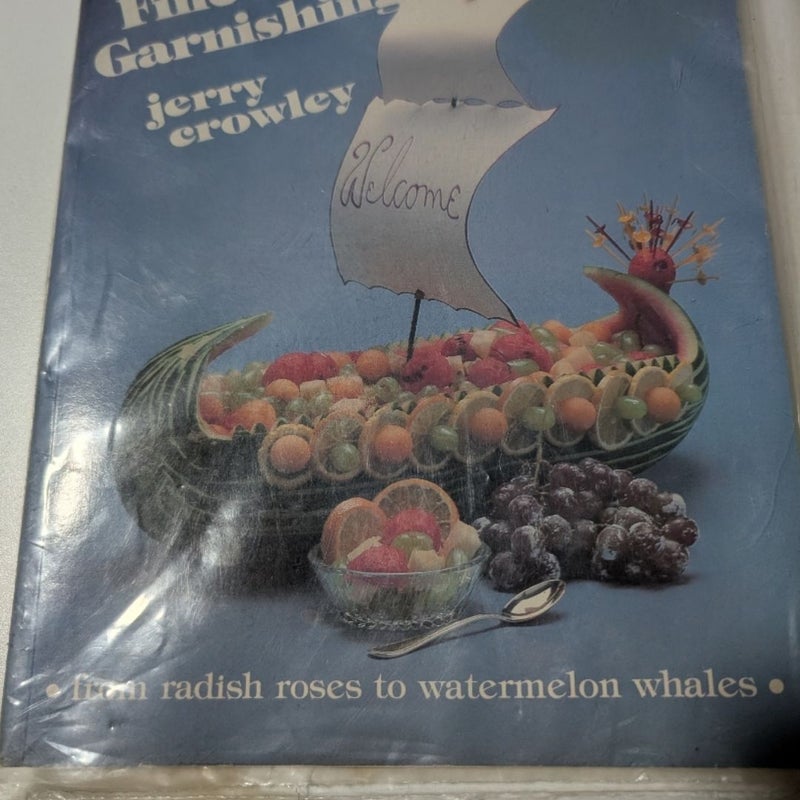 Garnishing
jerry
crowley
Welcome
• from radish roses to watermelon whales •